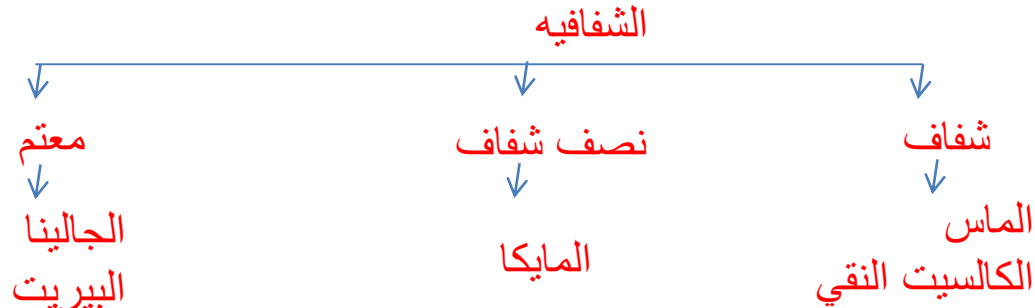 الشفافيه
شفاف
نصف شفاف
معتم
الماس
الكالسيت النقي
المايكا
الجالينا
البيريت